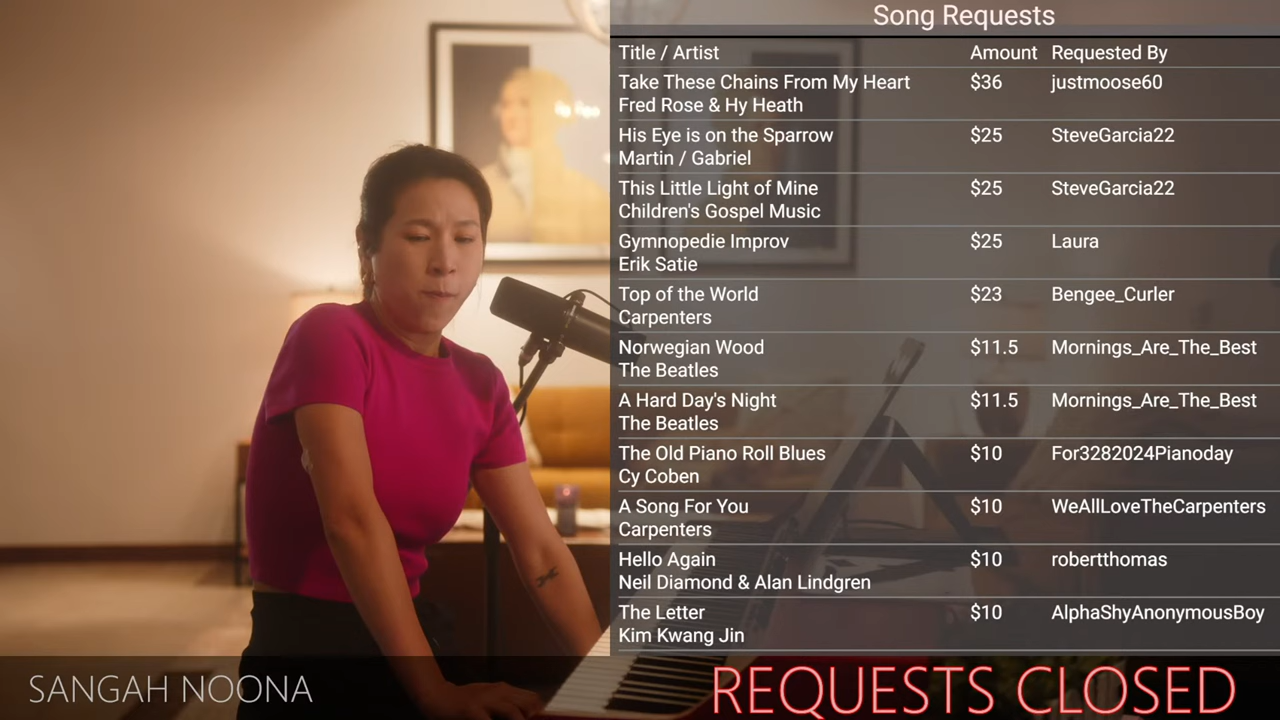 Song Requests
Title / Artist Amount Requested By
Take These Chains From My Heart $36 justmoose60
Fred Rose & Hy Heath
His Eye is on the Sparrow $25 SteveGarcia22
Martin / Gabriel
This Little Light of Mine $25 SteveGarcia22
Children's Gospel Music
Gymnopedie Improv $25 Laura
Erik Satie
Top of the World $23 Bengee_Curler
Carpenters
Norwegian Wood $11.5 Mornings_Are_The_Best
The Beatles
A Hard Day's Night $11.5 Mornings_Are_The_Best
The Beatles
The Old Piano Roll Blues $10 For3282024Pianoday
Cy Coben
A Song For You $10 WeAllLoveTheCarpenters
Carpenters
Hello Again $10 robertthomas
Neil Diamond & Alan Lindgren
The Letter $10 AlphaShyAnonymousBoy
Kim Kwang Jin
SANGAH NOONA REQUESTS CLOSED